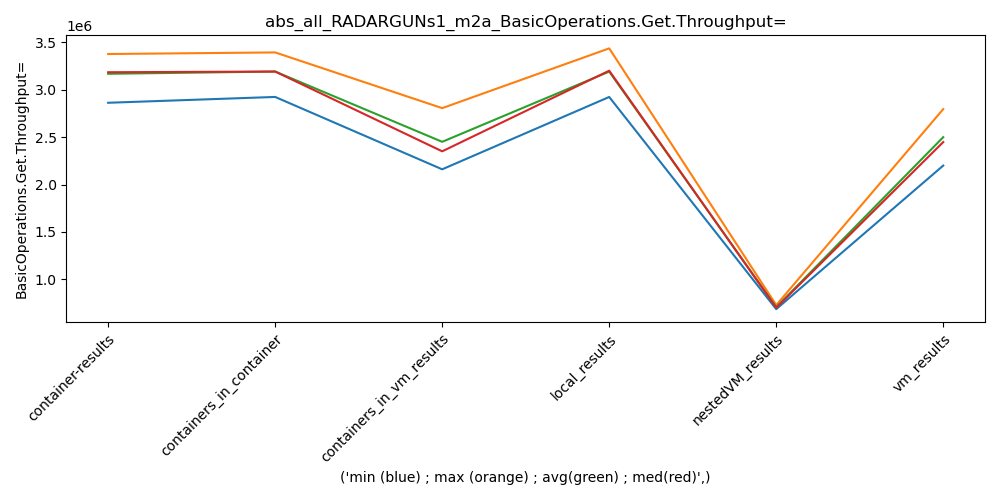 abs_all_RADARGUNs1_m2a_BasicOperations.Get.Throughput=
1e6
3.5
3.0
2.5
2.0
1.5
1.0
BasicOperations.Get.Throughput=
container-results
containers_in_container
containers_in_vm_results
local_results
nestedVM_results
vm_results
('min (blue) ; max (orange) ; avg(green) ; med(red)',)